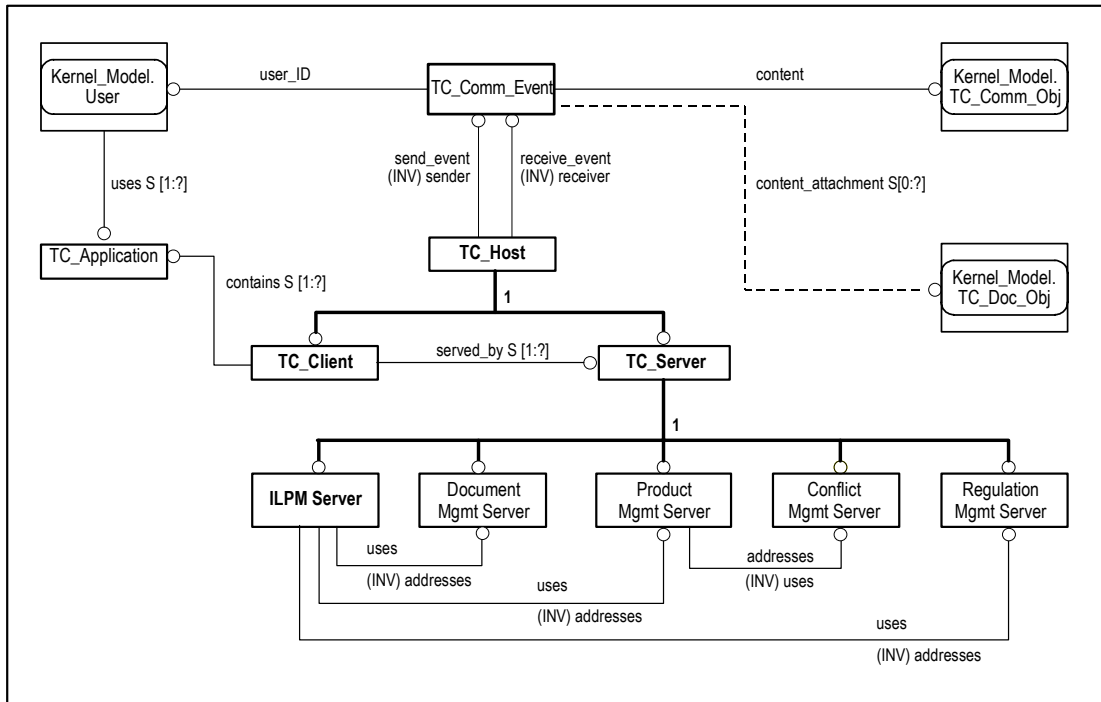 Kernel_Model.
User
user_ID
TC_Comm_Event
content
Kernel_Model.
TC_Comm_Obj
send_event
(INV) sender
receive_event
(INV) receiver
uses S [1:?]
content_attachment S[0:?]
TC_Application
TC_Host
contains S [1:?]
Kernel_Model.
TC_Doc_Obj
1
TC_Client
served_by S [1:?]
TC_Server
1
ILPM Server
Document
Mgmt Server
Product
Mgmt Server
Conflict
Mgmt Server
Regulation
Mgmt Server
uses
(INV) addresses
addresses
(INV) uses
uses
(INV) addresses
uses
(INV) addresses